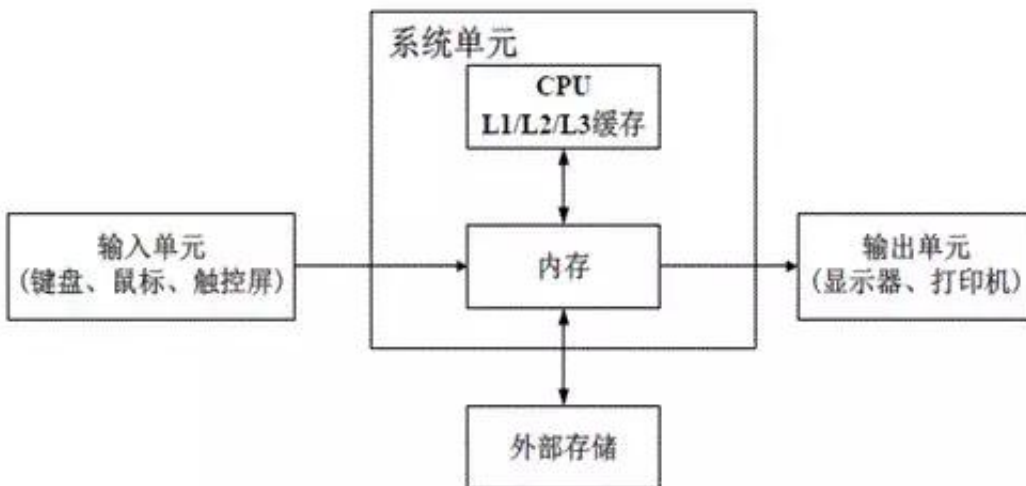 系统单元
CPU
L1/L2/L3缓存
输入单元
(键盘、鼠标、触控屏)
内存
输出单元
(显示器、打印机)
外部存储